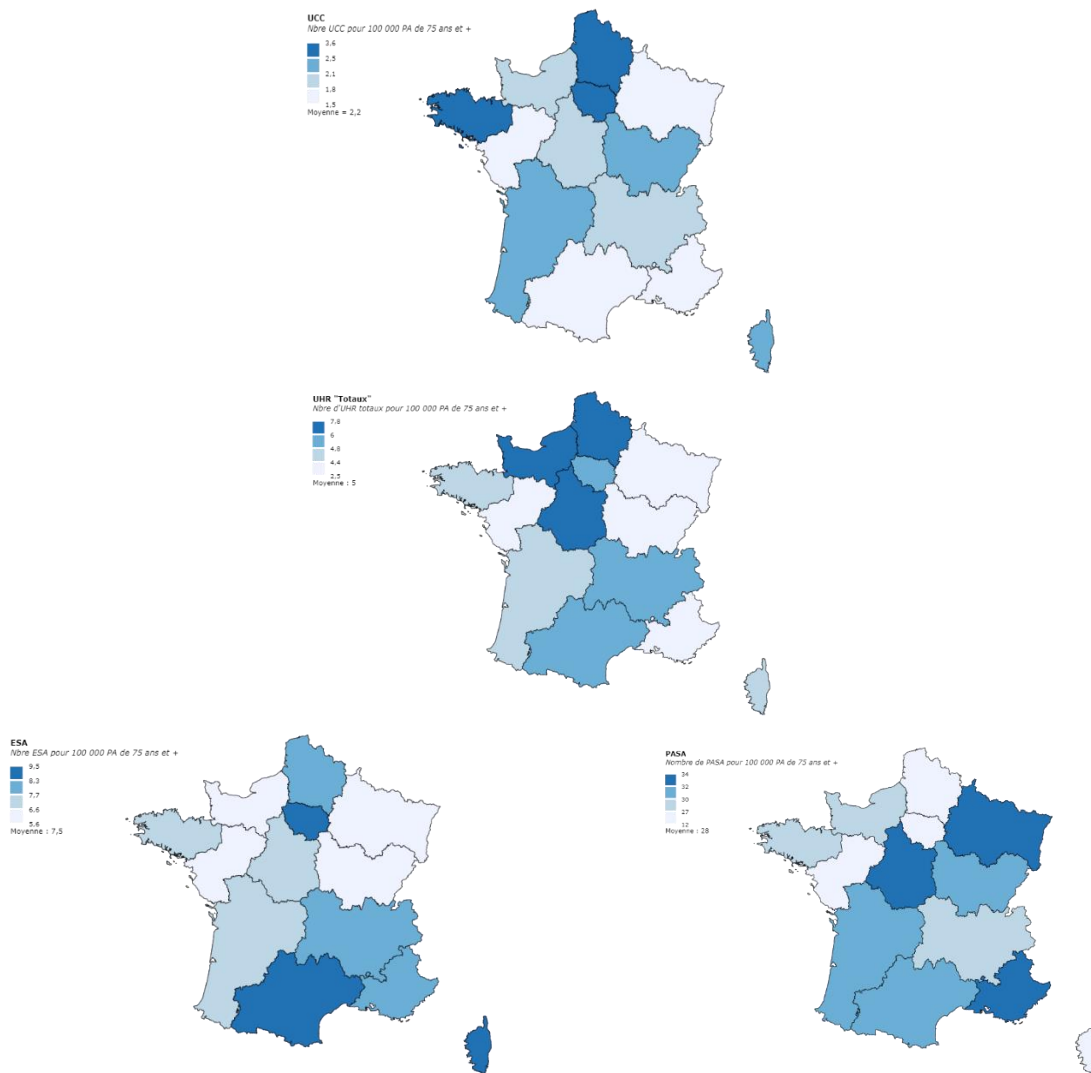 UCC
Nbre UCC pour 100 000 PA de 75 ans et +
3,6
2,5
2,1
1,8
1,5
Moyenne = 2,2
UHR "Totaux"
Nbre d'UHR totaux pour 100 000 PA de 75 ans et +
7,8
6
4,8
4,4
2,5
Moyenne : 5
ESA
Nbre ESA pour 100 000 PA de 75 ans et +
9,5
8,3
7,7
6,6
5,6
Moyenne : 7,5
PASA
Nombre de PASA pour 100 000 PA de 75 ans et +
34
32
30
27
12
Moyenne : 28